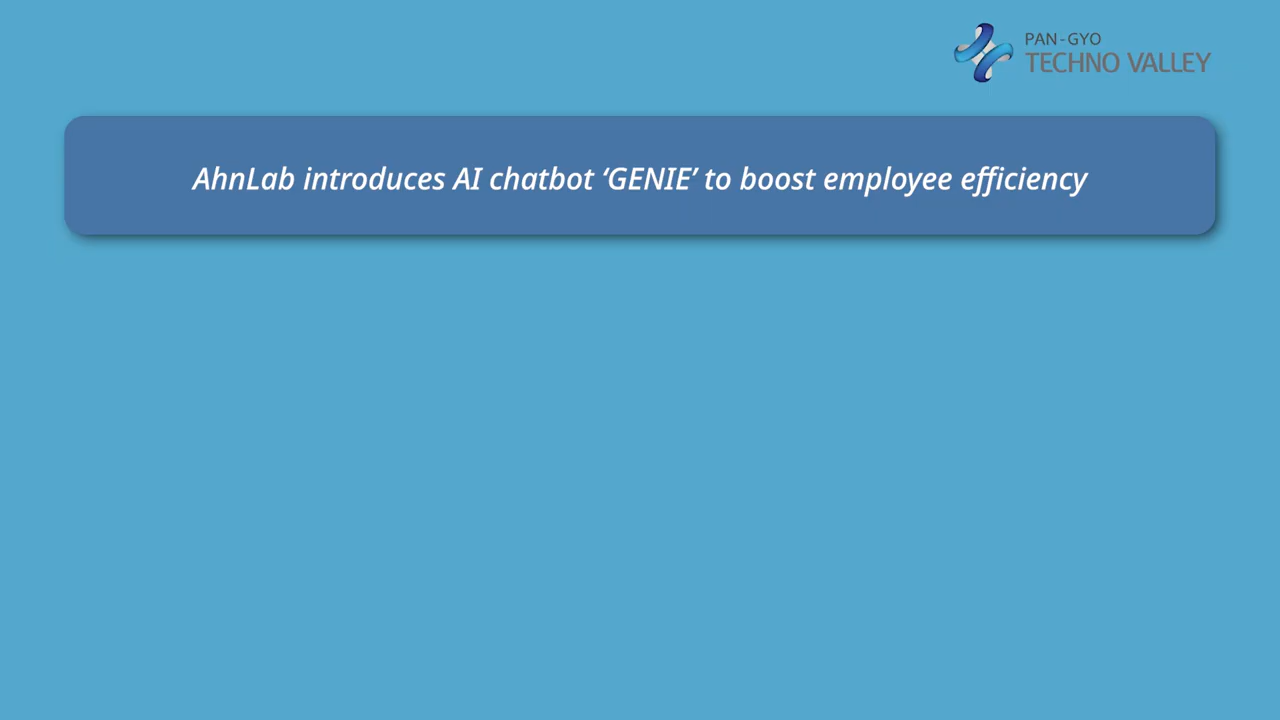 PAN-GYO
TECHNO VALLEY
AhnLab introduces AI chatbot ‘GENIE’ to boost employee efficiency